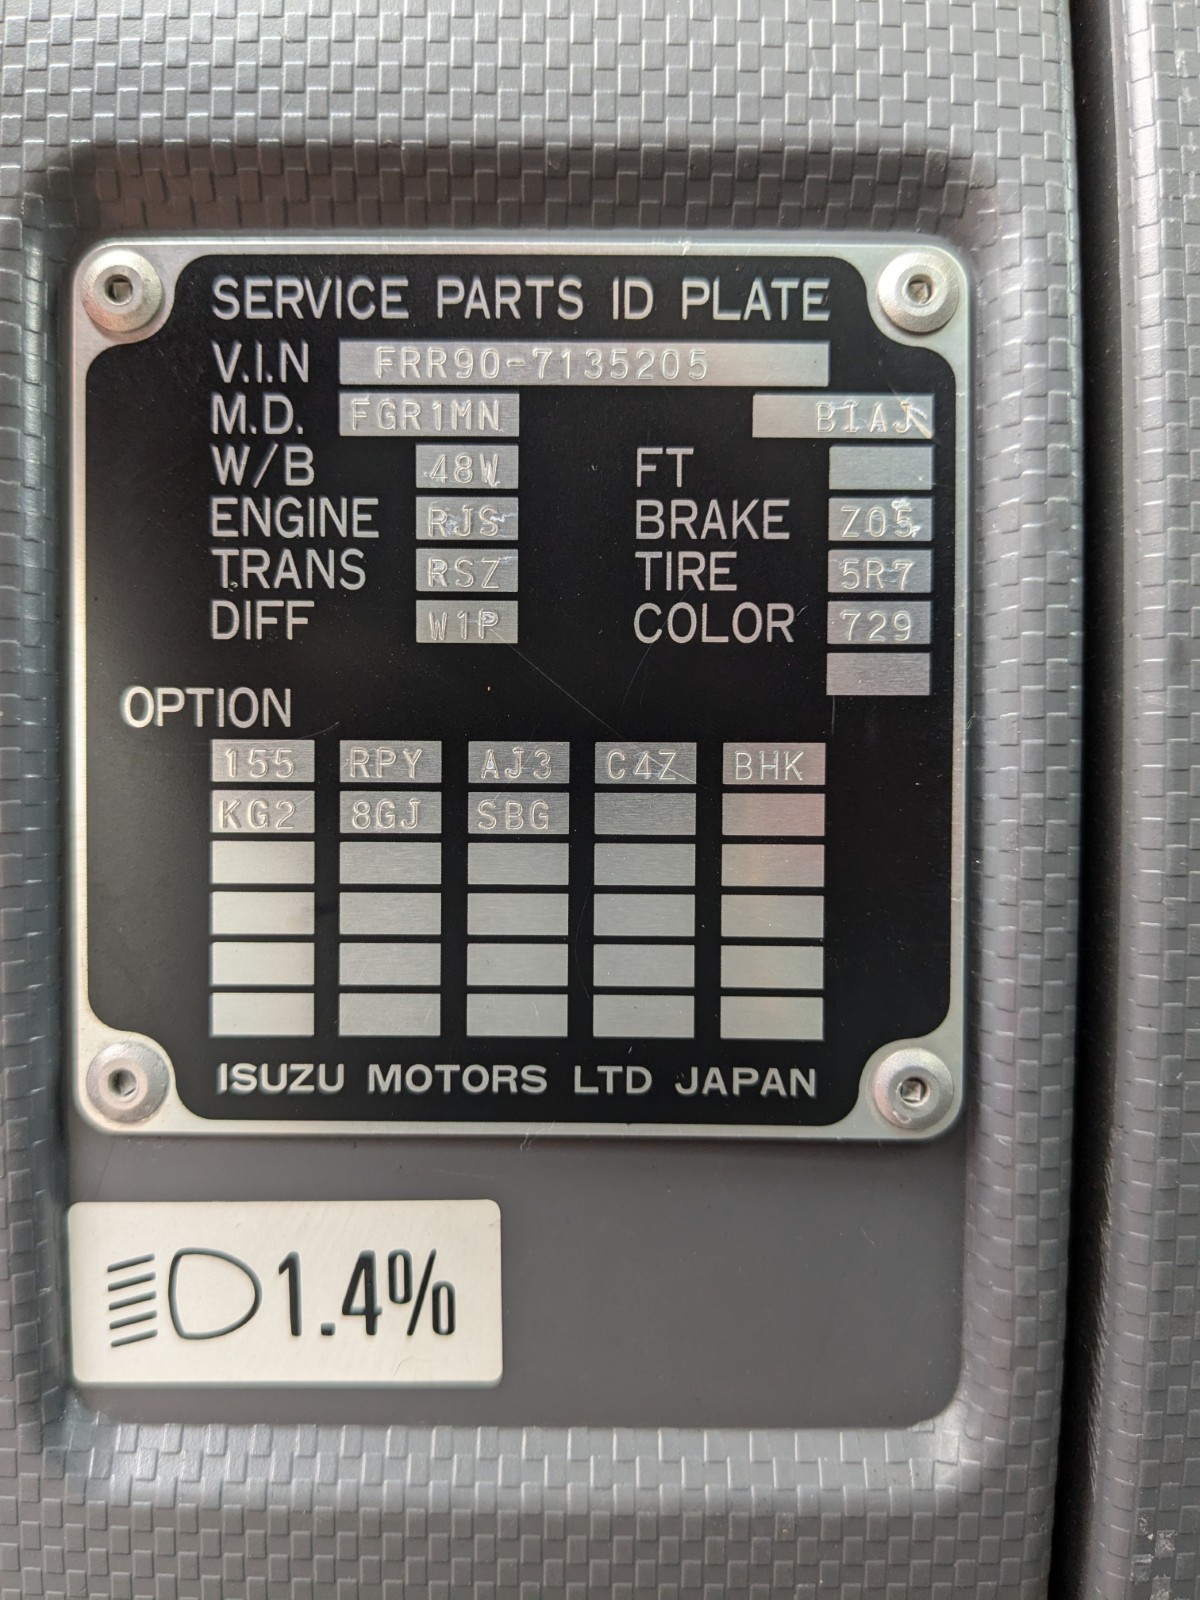 SERVICE PARTS ID PLATE
V.I.N FRR90-7135205
M.D. FGR1MN BIAJ
W/B 48W FT
ENGINE RJS BRAKE Z05
TRANS RSZ TIRE 5R7
DIFF W1P COLOR 729
OPTION
155 RPY AJ3 C4Z BHK
KG2 8GJ SBG
ISUZU MOTORS LTD JAPAN
1.4%